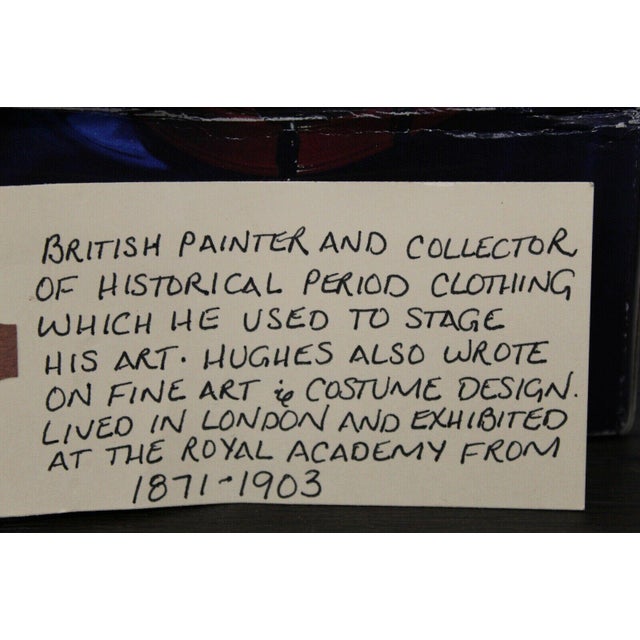 BRITISH PAINTER AND COLLECTOR
OF HISTORICAL PERIOD CLOTHING
WHICH HE USED TO STAGE
HIS ART. HUGHES ALSO WROTE
ON FINE ART & COSTUME DESIGN.
LIVED IN LONDON AND EXHIBITED
AT THE ROYAL ACADEMY FROM
1871-1903